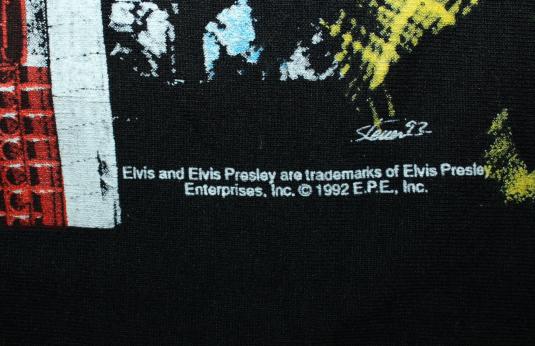 Elvis and Elvis Presley are trademarks of Elvis Presley
Enterprises, Inc. © 1992 E.P.E., Inc.